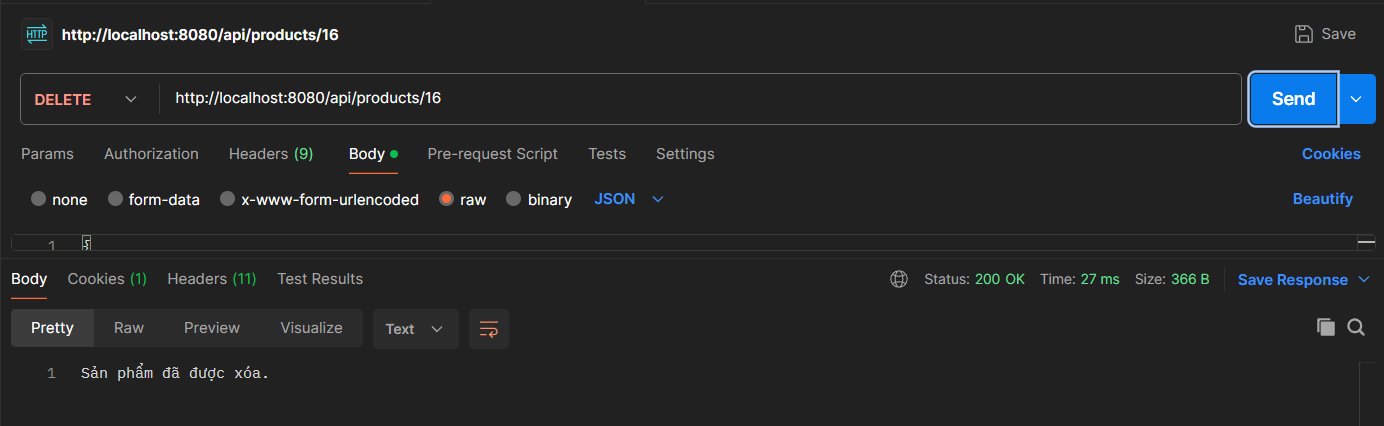 HTTP http://localhost:8080/api/products/16 Save
DELETE http://localhost:8080/api/products/16 Send
Params Authorization Headers (9) Body Pre-request Script Tests Settings Cookies
none form-data x-www-form-urlencoded raw binary JSON Beautify
1 {
Body Cookies (1) Headers (11) Test Results Status: 200 OK Time: 27 ms Size: 366 B Save Response
Pretty Raw Preview Visualize Text
1 Sản phẩm đã được xóa.